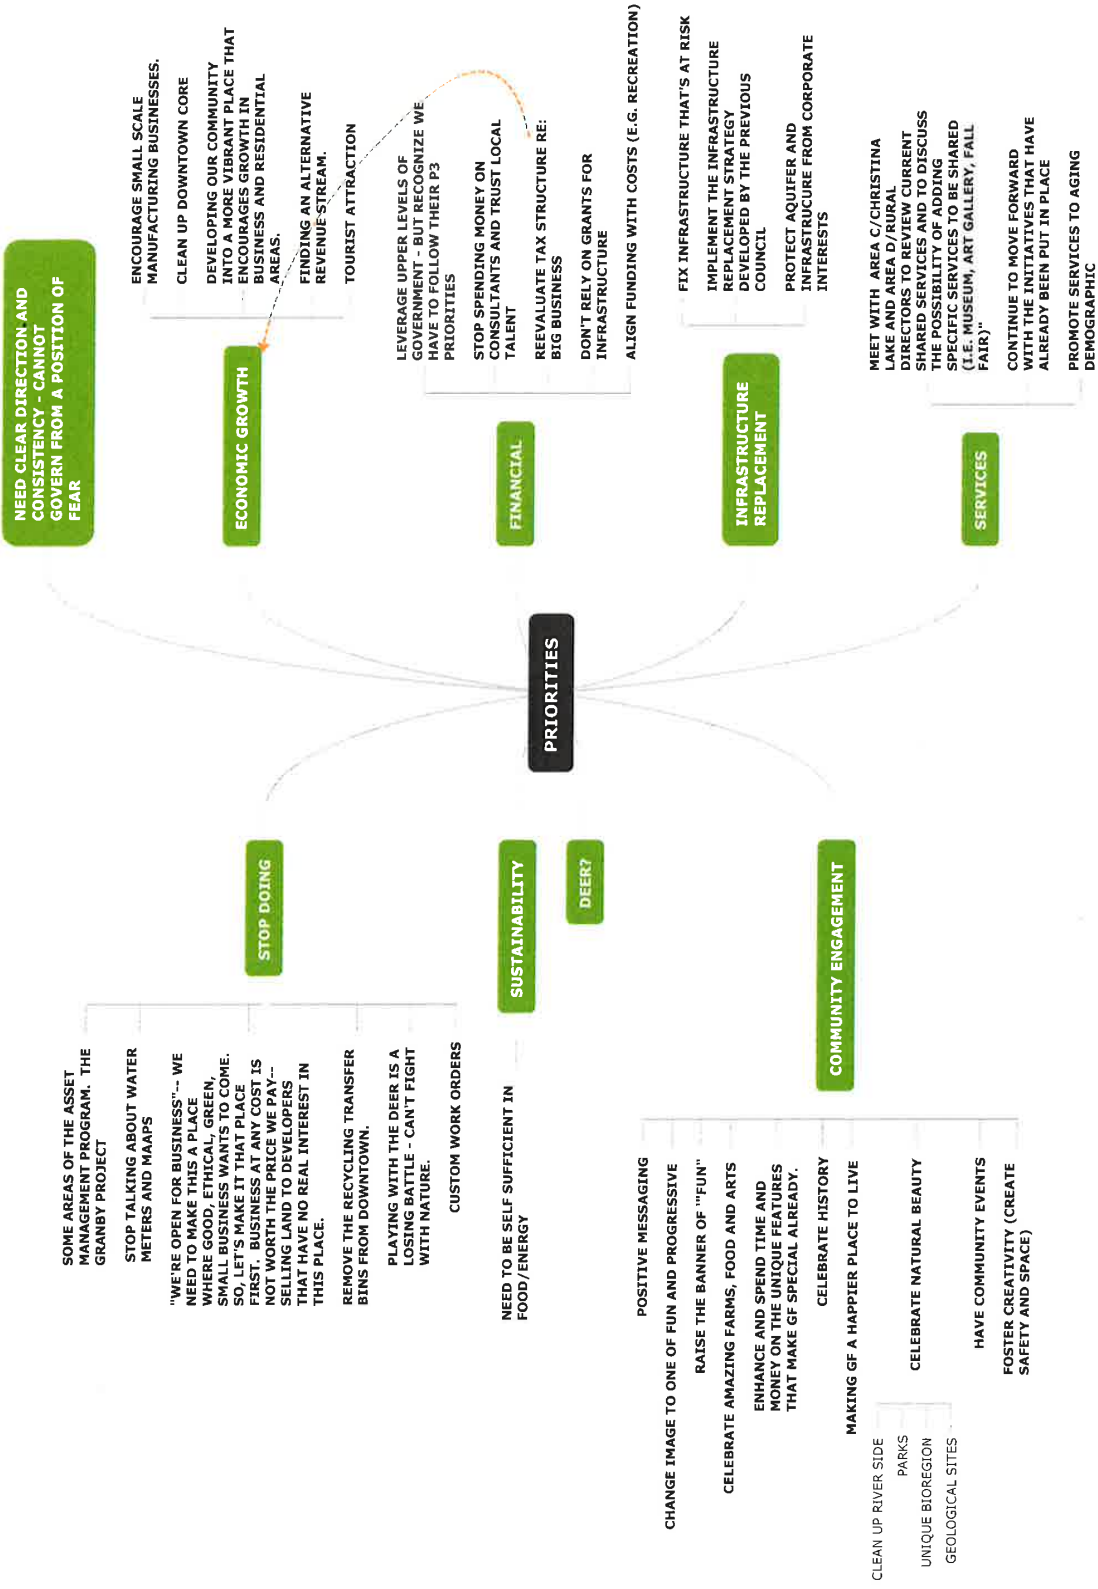 PRIORITIES
NEED CLEAR DIRECTION AND
CONSISTENCY - CANNOT
GOVERN FROM A POSITION OF
FEAR
ECONOMIC GROWTH
ENCOURAGE SMALL SCALE
MANUFACTURING BUSINESSES.
CLEAN UP DOWNTOWN CORE
DEVELOPING OUR COMMUNITY
INTO A MORE VIBRANT PLACE THAT
ENCOURAGES GROWTH IN
BUSINESS AND RESIDENTIAL
AREAS.
FINDING AN ALTERNATIVE
REVENUE STREAM.
TOURIST ATTRACTION
FINANCIAL
LEVERAGE UPPER LEVELS OF
GOVERNMENT - BUT RECOGNIZE WE
HAVE TO FOLLOW THEIR P3
PRIORITIES
STOP SPENDING MONEY ON
CONSULTANTS AND TRUST LOCAL
TALENT
REEVALUATE TAX STRUCTURE RE:
BIG BUSINESS
DON'T RELY ON GRANTS FOR
INFRASTRUCTURE
ALIGN FUNDING WITH COSTS (E.G. RECREATION)
INFRASTRUCTURE
REPLACEMENT
FIX INFRASTRUCTURE THAT'S AT RISK
IMPLEMENT THE INFRASTRUCTURE
REPLACEMENT STRATEGY
DEVELOPED BY THE PREVIOUS
COUNCIL
PROTECT AQUIFER AND
INFRASTRUCURE FROM CORPORATE
INTERESTS
SERVICES
MEET WITH AREA C/CHRISTINA
LAKE AND AREA D/RURAL
DIRECTORS TO REVIEW CURRENT
SHARED SERVICES AND TO DISCUSS
THE POSSIBILITY OF ADDING
SPECIFIC SERVICES TO BE SHARED
(I.E. MUSEUM, ART GALLERY, FALL
FAIR)"
CONTINUE TO MOVE FORWARD
WITH THE INITIATIVES THAT HAVE
ALREADY BEEN PUT IN PLACE
PROMOTE SERVICES TO AGING
DEMOGRAPHIC
STOP DOING
SOME AREAS OF THE ASSET
MANAGEMENT PROGRAM. THE
GRANBY PROJECT
STOP TALKING ABOUT WATER
METERS AND MAPS
"WE'RE OPEN FOR BUSINESS"-- WE
NEED TO MAKE THIS A PLACE
WHERE GOOD, ETHICAL, GREEN,
SMALL BUSINESS WANTS TO COME.
SO, LET'S MAKE IT THAT PLACE
FIRST. BUSINESS AT ANY COST IS
NOT WORTH THE PRICE WE PAY--
SELLING LAND TO DEVELOPERS
THAT HAVE NO REAL INTEREST IN
THIS PLACE.
REMOVE THE RECYCLING TRANSFER
BINS FROM DOWNTOWN.
PLAYING WITH THE DEER IS A
LOSING BATTLE - CAN'T FIGHT
WITH NATURE.
CUSTOM WORK ORDERS
SUSTAINABILITY
NEED TO BE SELF SUFFICIENT IN
FOOD/ENERGY
DEER?
COMMUNITY ENGAGEMENT
POSITIVE MESSAGING
CHANGE IMAGE TO ONE OF FUN AND PROGRESSIVE
RAISE THE BANNER OF ""FUN"
CELEBRATE AMAZING FARMS, FOOD AND ARTS
ENHANCE AND SPEND TIME AND
MONEY ON THE UNIQUE FEATURES
THAT MAKE GF SPECIAL ALREADY.
CELEBRATE HISTORY
MAKING GF A HAPPIER PLACE TO LIVE
CELEBRATE NATURAL BEAUTY
CLEAN UP RIVER SIDE
PARKS
UNIQUE BIOREGION
GEOLOGICAL SITES
HAVE COMMUNITY EVENTS
FOSTER CREATIVITY (CREATE
SAFETY AND SPACE)